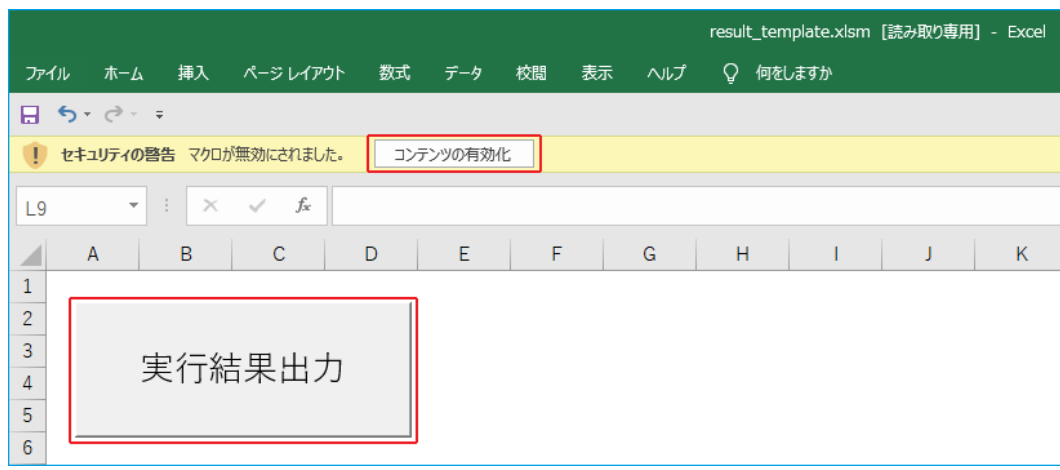 result_template.xlsm [読み取り専用] - Excel
ファイル ホーム 挿入 ページ レイアウト 数式 データ 校閲 表示 ヘルプ 何をしますか
セキュリティの警告 マクロが無効にされました。 コンテンツの有効化
L9 fx
A B C D E F G H I J K
1
2
3
実行結果出力
4
5
6